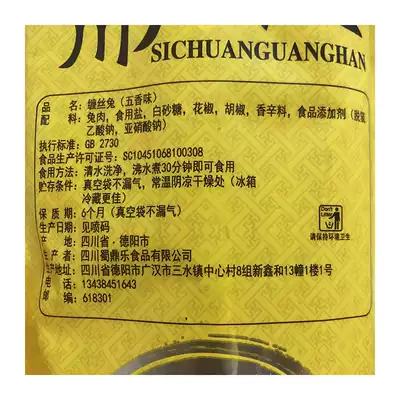 SICHUANGUANGHAN
品 名：缠丝兔（五香味）
配 料：兔肉，食用盐，白砂糖，花椒，胡椒，香辛料，食品添加剂（脱氢
乙酸钠，亚硝酸钠）
执行标准：GB 2730
食品生产许可证号：SC10451068100308
食用方法：清水洗净，沸水煮30分钟即可食用
贮存条件：真空袋不漏气，常温阴凉干燥处（冰箱
冷藏更佳）
保 质 期：6个月（真空袋不漏气）
生产日期：见喷码
产 地：四川省·德阳市
生 产 者：四川蜀鼎乐食品有限公司
生产地址：四川省德阳市广汉市三水镇中心村8组新鑫和13幢1楼1号
电 话：13438451643
邮 编：618301
Don't Litter
请保持环境卫生